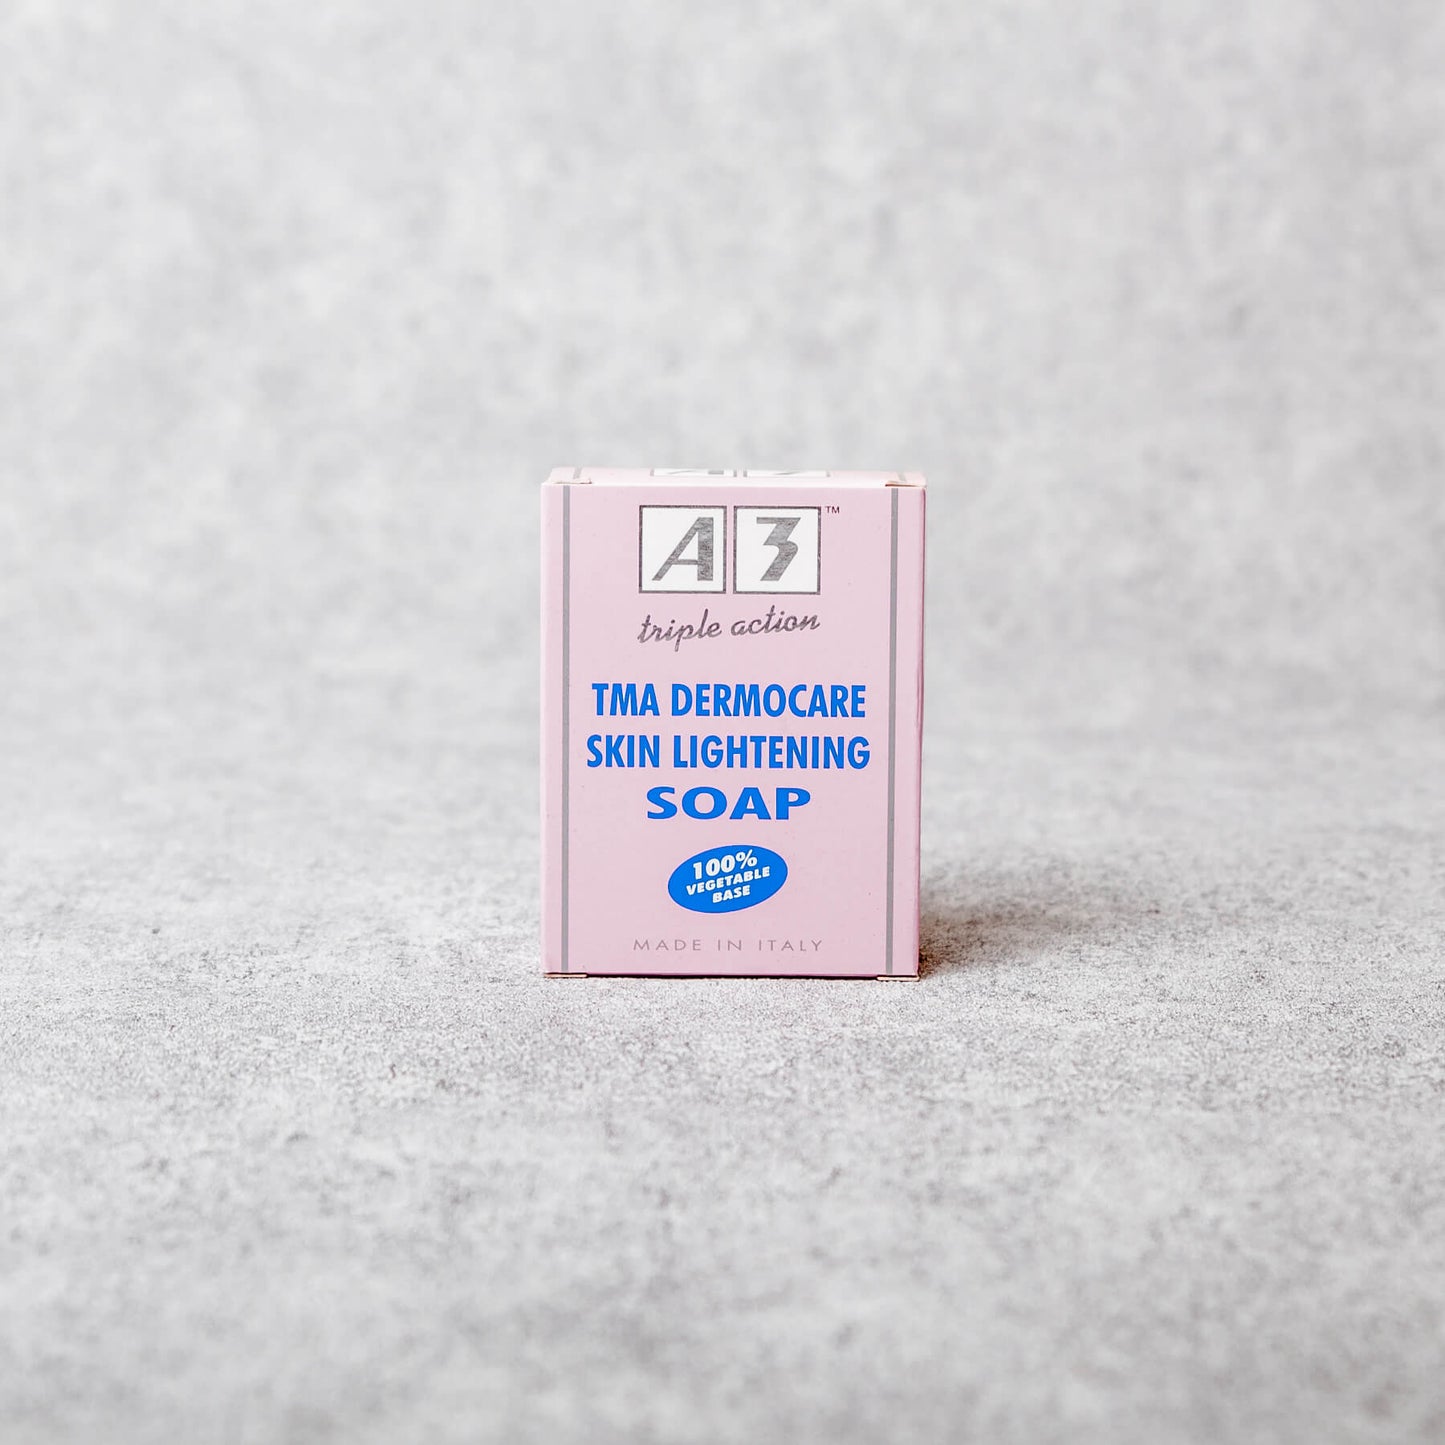 A3™
triple action
TMA DERMOCARE
SKIN LIGHTENING
SOAP
100%
VEGETABLE
BASE
MADE IN ITALY